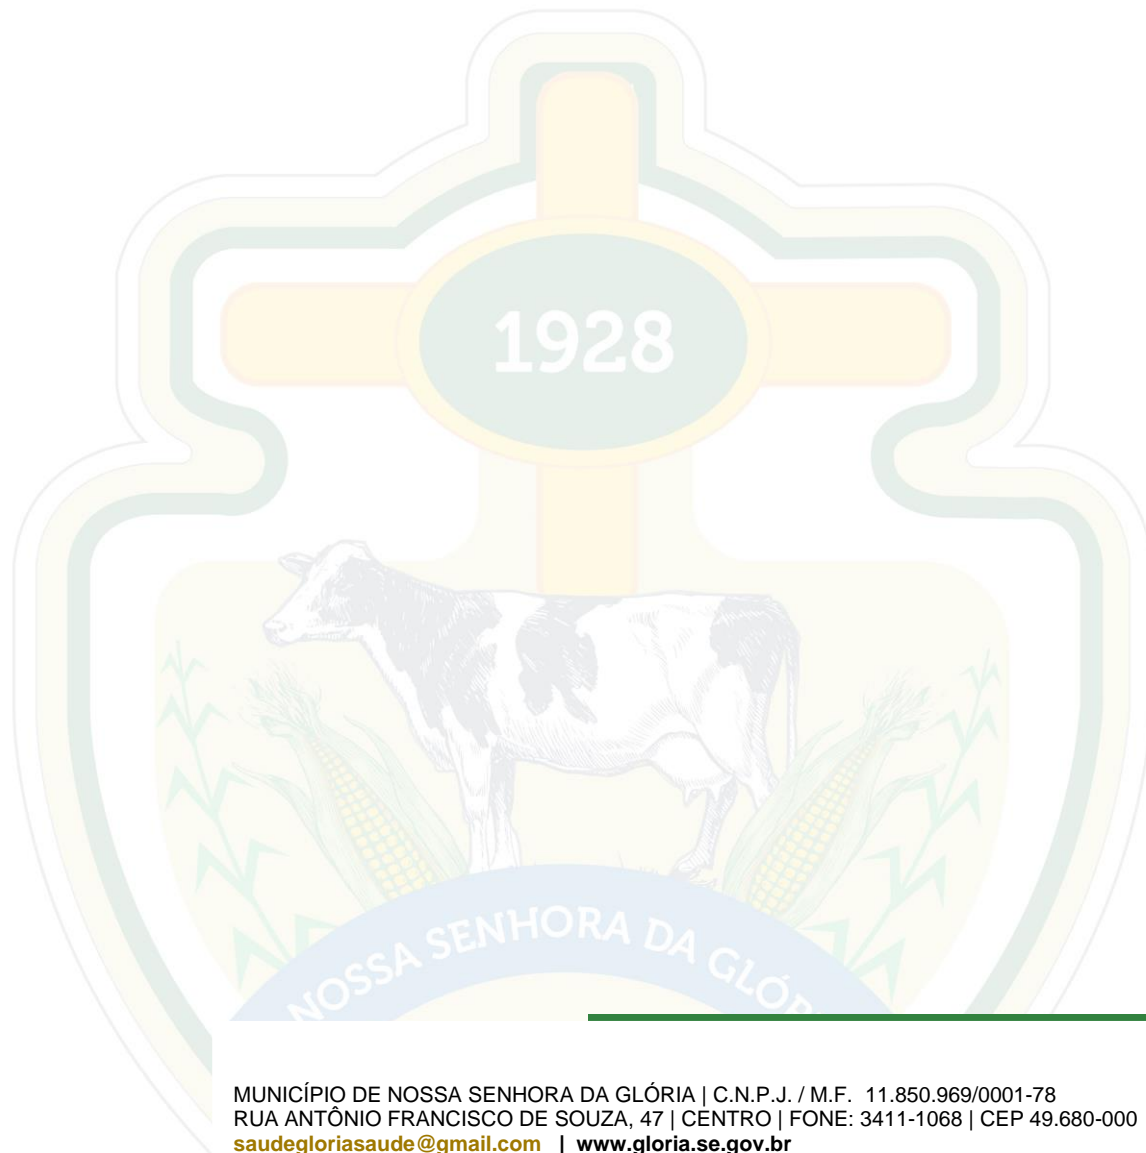 1928
NOSSA SENHORA DA GLÓR
MUNICÍPIO DE NOSSA SENHORA DA GLÓRIA | C.N.P.J. / M.F. 11.850.969/0001-78
RUA ANTÔNIO FRANCISCO DE SOUZA, 47 | CENTRO | FONE: 3411-1068 | CEP 49.680-000
saudegloriasaude@gmail.com | www.gloria.se.gov.br